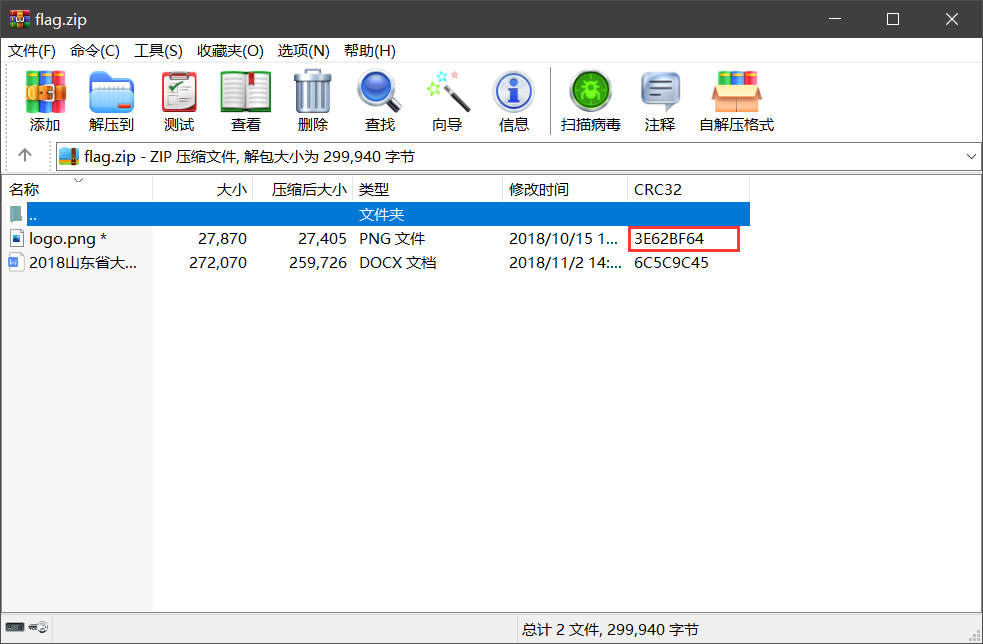 flag.zip
文件(F) 命令(C) 工具(S) 收藏夹(O) 选项(N) 帮助(H)
添加 解压到 测试 查看 删除 查找 向导 信息 扫描病毒 注释 自解压格式
flag.zip - ZIP 压缩文件, 解包大小为 299,940 字节
名称 大小 压缩后大小 类型 修改时间 CRC32
.. 文件夹
logo.png * 27,870 27,405 PNG 文件 2018/10/15 1... 3E62BF64
2018山东省大... 272,070 259,726 DOCX 文档 2018/11/2 14:... 6C5C9C45
总计 2 文件, 299,940 字节